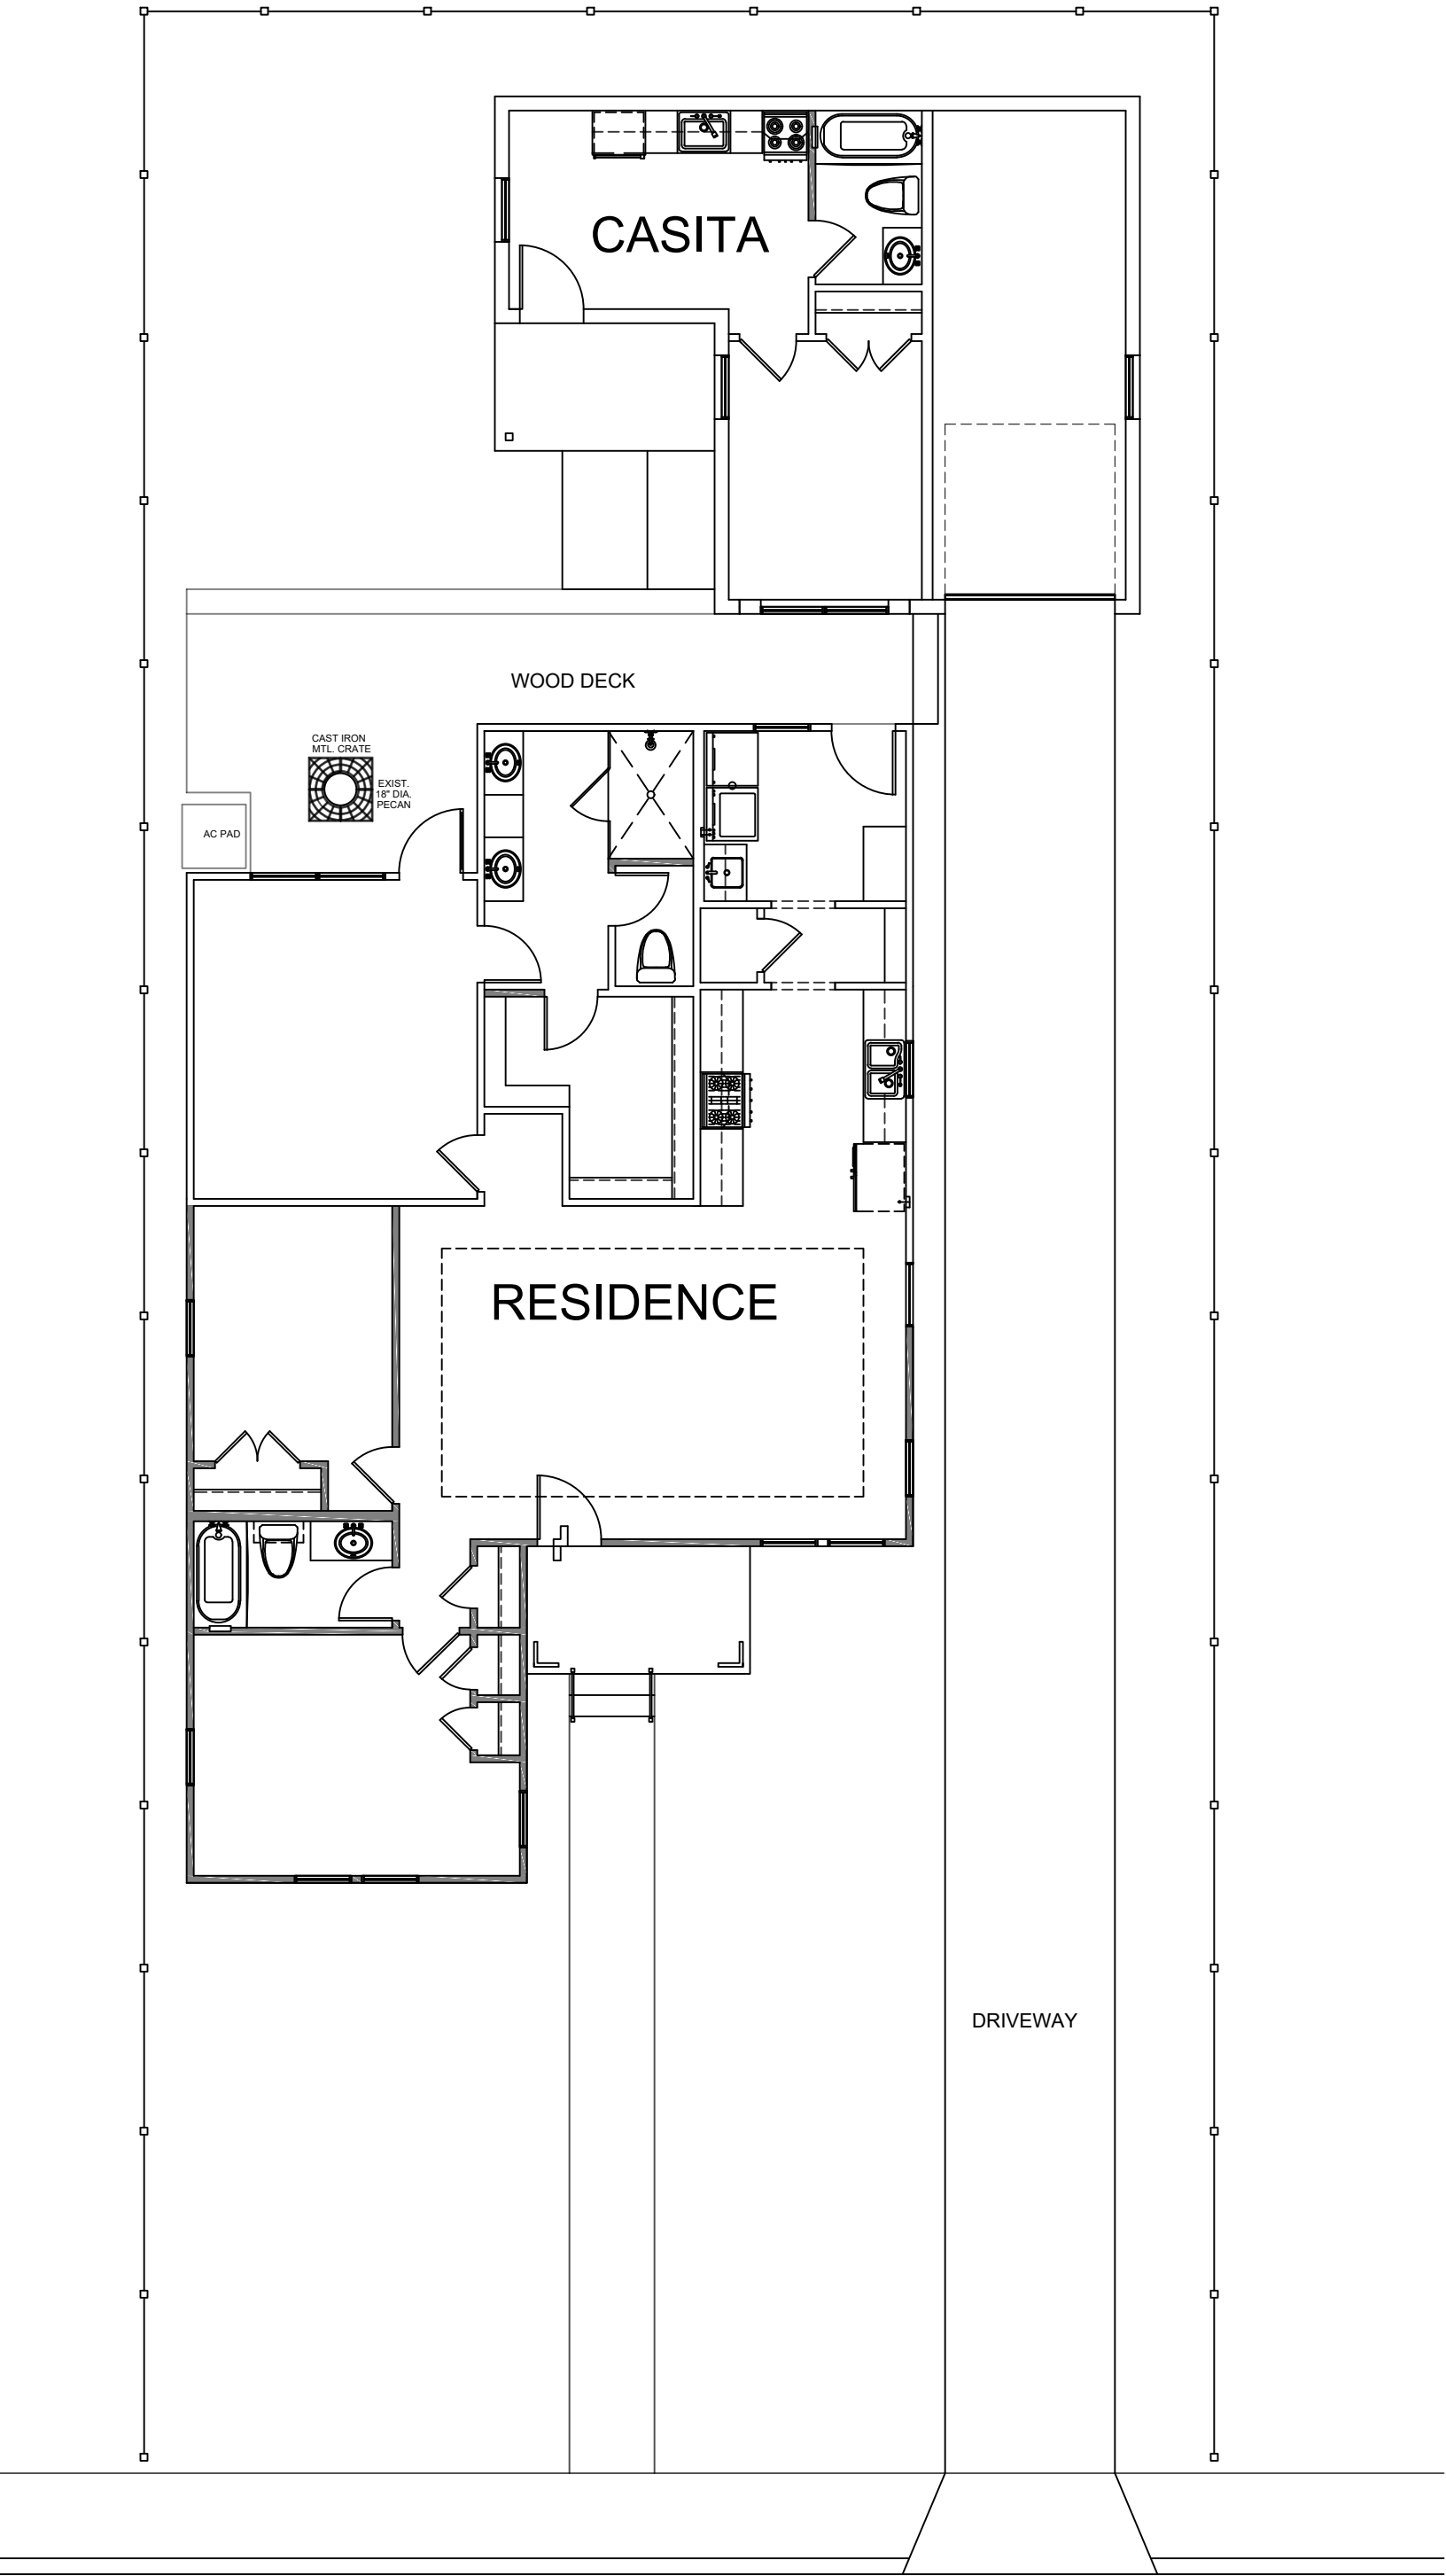 CASITA
WOOD DECK
CAST IRON
MTL. CRATE
EXIST.
18" DIA.
PECAN
AC PAD
RESIDENCE
DRIVEWAY